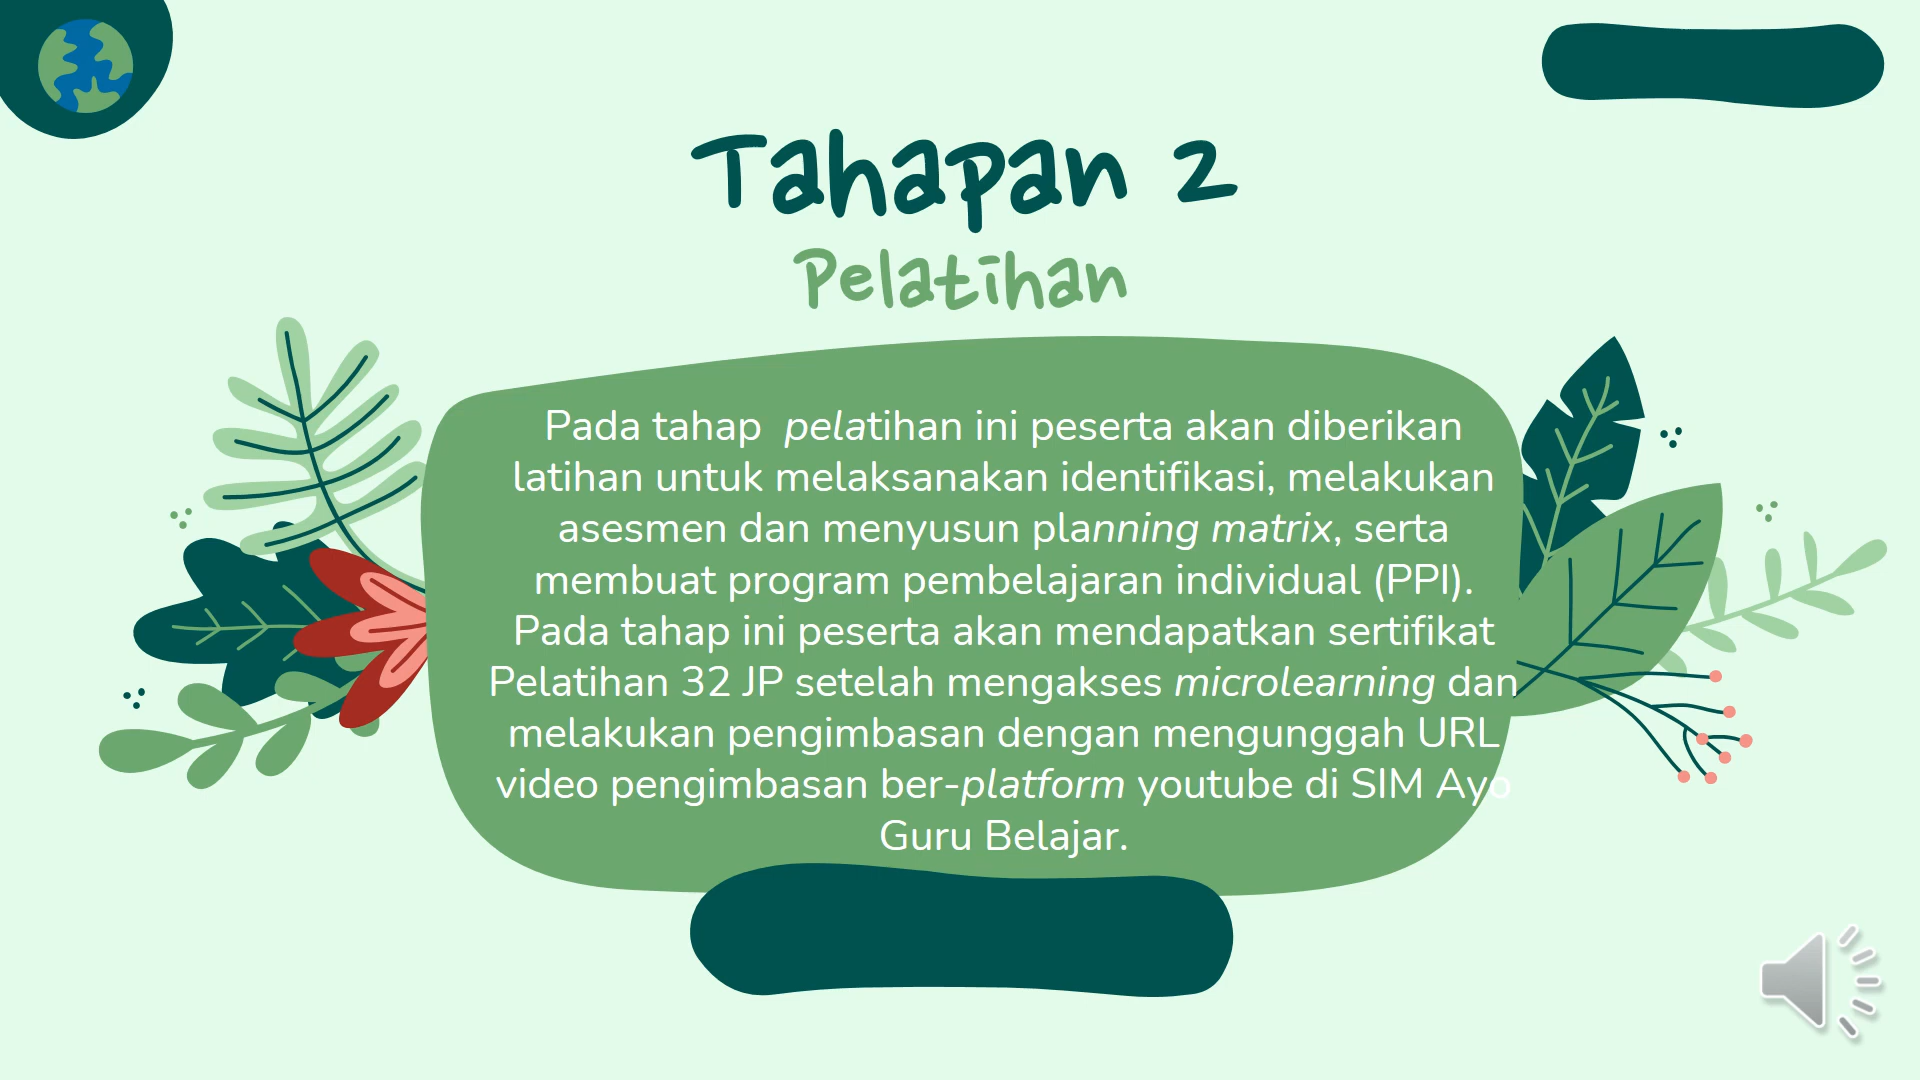 Tahapan 2
Pelatihan
Pada tahap pelatihan ini peserta akan diberikan
latihan untuk melaksanakan identifikasi, melakukan
asesmen dan menyusun planning matrix, serta
membuat program pembelajaran individual (PPI).
Pada tahap ini peserta akan mendapatkan sertifikat
Pelatihan 32 JP setelah mengakses microlearning dan
melakukan pengimbasan dengan mengunggah URL
video pengimbasan ber-platform youtube di SIM Ayo
Guru Belajar.